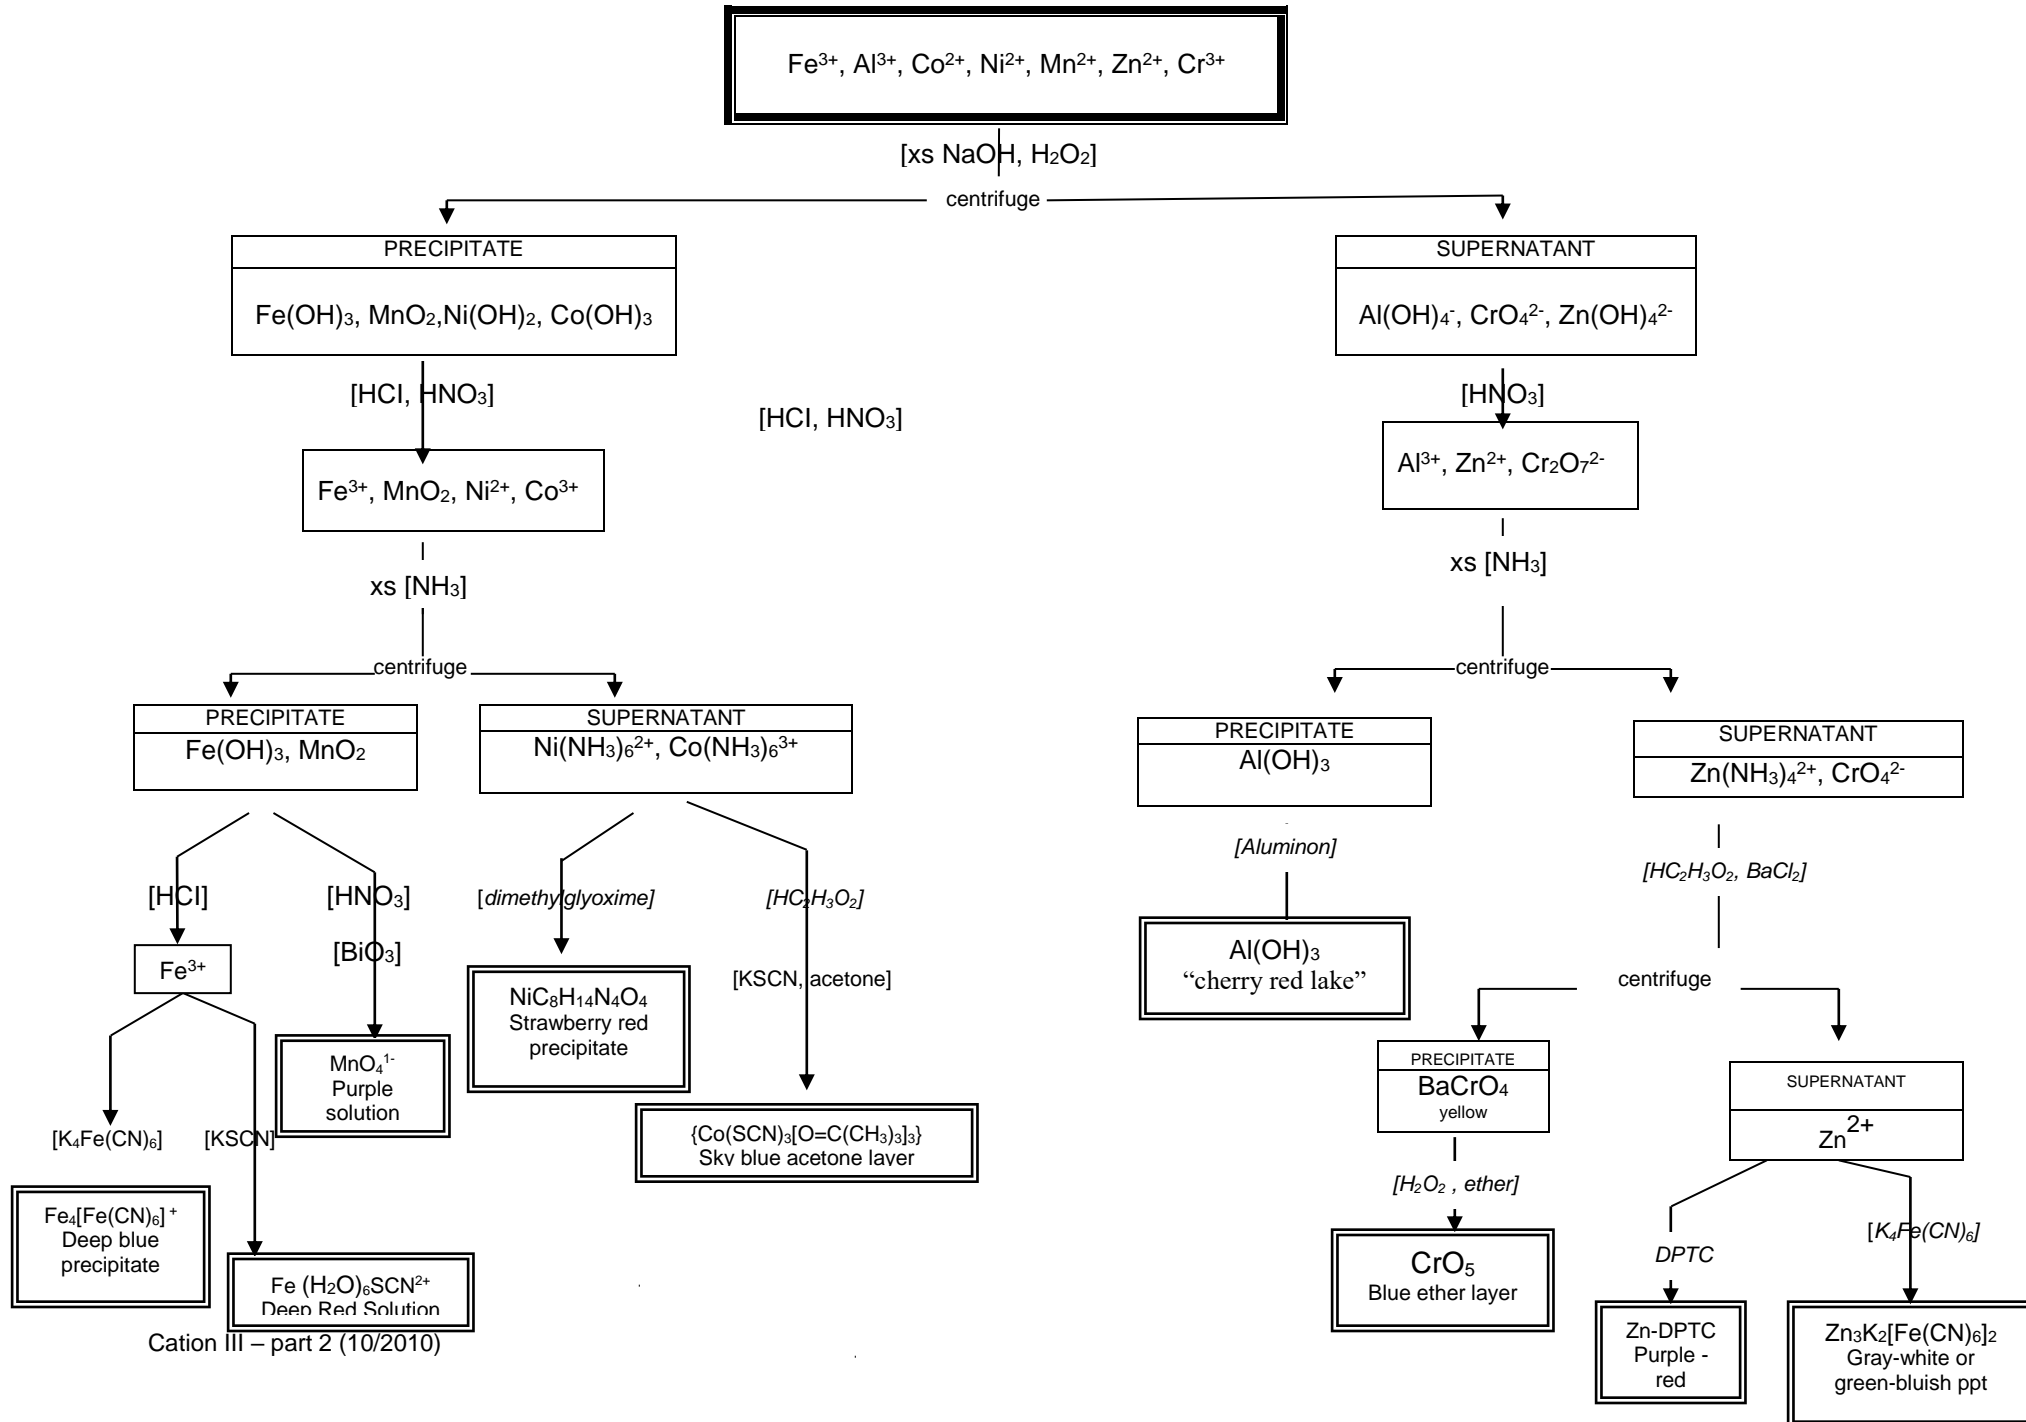 Fe³⁺, Al³⁺, Co²⁺, Ni²⁺, Mn²⁺, Zn²⁺, Cr³⁺
[xs NaOH, H₂O₂]
centrifuge
PRECIPITATE
Fe(OH)₃, MnO₂,Ni(OH)₂, Co(OH)₃
SUPERNATANT
Al(OH)₄⁻, CrO₄²⁻, Zn(OH)₄²⁻
[HCl, HNO₃]
[HCl, HNO₃]
[HNO₃]
Fe³⁺, MnO₂, Ni²⁺, Co³⁺
Al³⁺, Zn²⁺, Cr₂O₇²⁻
xs [NH₃]
xs [NH₃]
centrifuge
centrifuge
PRECIPITATE
Fe(OH)₃, MnO₂
SUPERNATANT
Ni(NH₃)₆²⁺, Co(NH₃)₆³⁺
PRECIPITATE
Al(OH)₃
SUPERNATANT
Zn(NH₃)₄²⁺, CrO₄²⁻
[HCl]
[HNO₃]
[BiO₃]
[dimethylglyoxime]
[HC₂H₃O₂]
[KSCN, acetone]
[Aluminon]
[HC₂H₃O₂, BaCl₂]
Fe³⁺
MnO₄¹⁻
Purple
solution
NiC₈H₁₄N₄O₄
Strawberry red
precipitate
Al(OH)₃
“cherry red lake”
centrifuge
[K₄Fe(CN)₆]
[KSCN]
{Co(SCN)₃[O=C(CH₃)₃]₃}
Sky blue acetone layer
PRECIPITATE
BaCrO₄
yellow
SUPERNATANT
Zn²⁺
[H₂O₂ , ether]
DPTC
[K₄Fe(CN)₆]
Fe₄[Fe(CN)₆] ⁺
Deep blue
precipitate
Fe (H₂O)₆SCN²⁺
Deep Red Solution
CrO₅
Blue ether layer
Zn-DPTC
Purple -
red
Zn₃K₂[Fe(CN)₆]₂
Gray-white or
green-bluish ppt
Cation III – part 2 (10/2010)